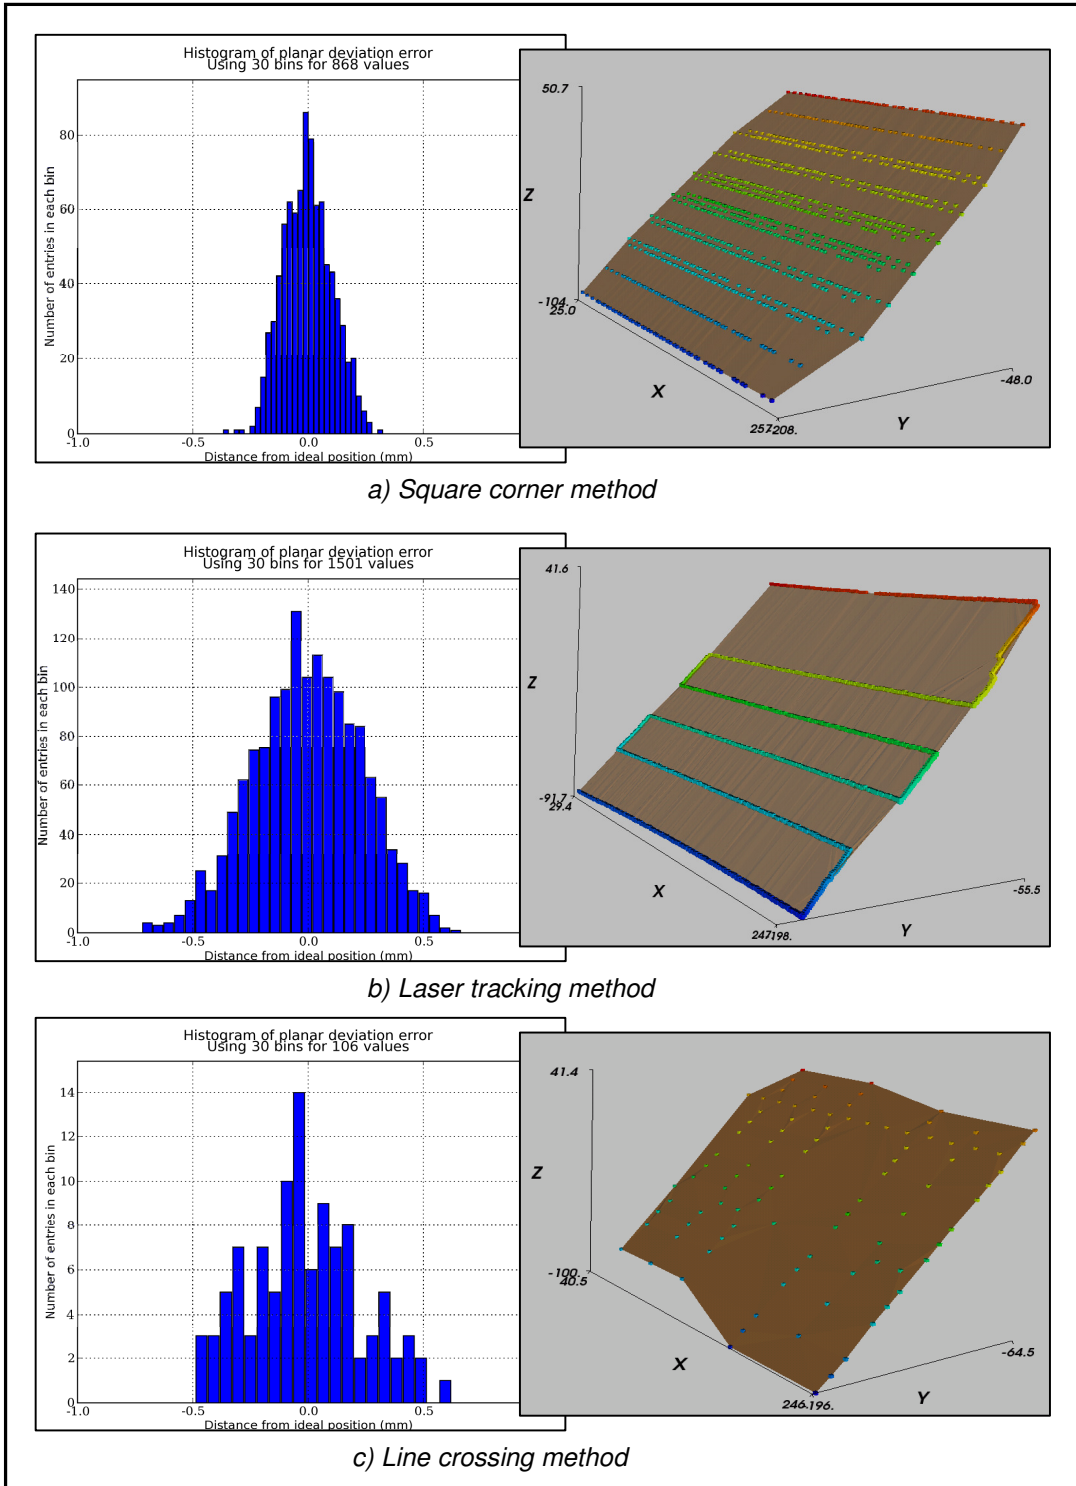 Histogram of planar deviation error
Using 30 bins for 868 values
Number of entries in each bin
80
60
40
20
0
-1.0
-0.5
0.0
0.5
Distance from ideal position (mm)
50.7
Z
-104.
25.0
X
257.
208.
Y
-48.0
a) Square corner method
Histogram of planar deviation error
Using 30 bins for 1501 values
Number of entries in each bin
140
120
100
80
60
40
20
0
-1.0
-0.5
0.0
0.5
Distance from ideal position (mm)
41.6
Z
-91.7
29.4
X
247
198.
Y
-55.5
b) Laser tracking method
Histogram of planar deviation error
Using 30 bins for 106 values
Number of entries in each bin
14
12
10
8
6
4
2
0
-1.0
-0.5
0.0
0.5
Distance from ideal position (mm)
41.4
Z
-100.
40.5
X
246.
196.
Y
-64.5
c) Line crossing method